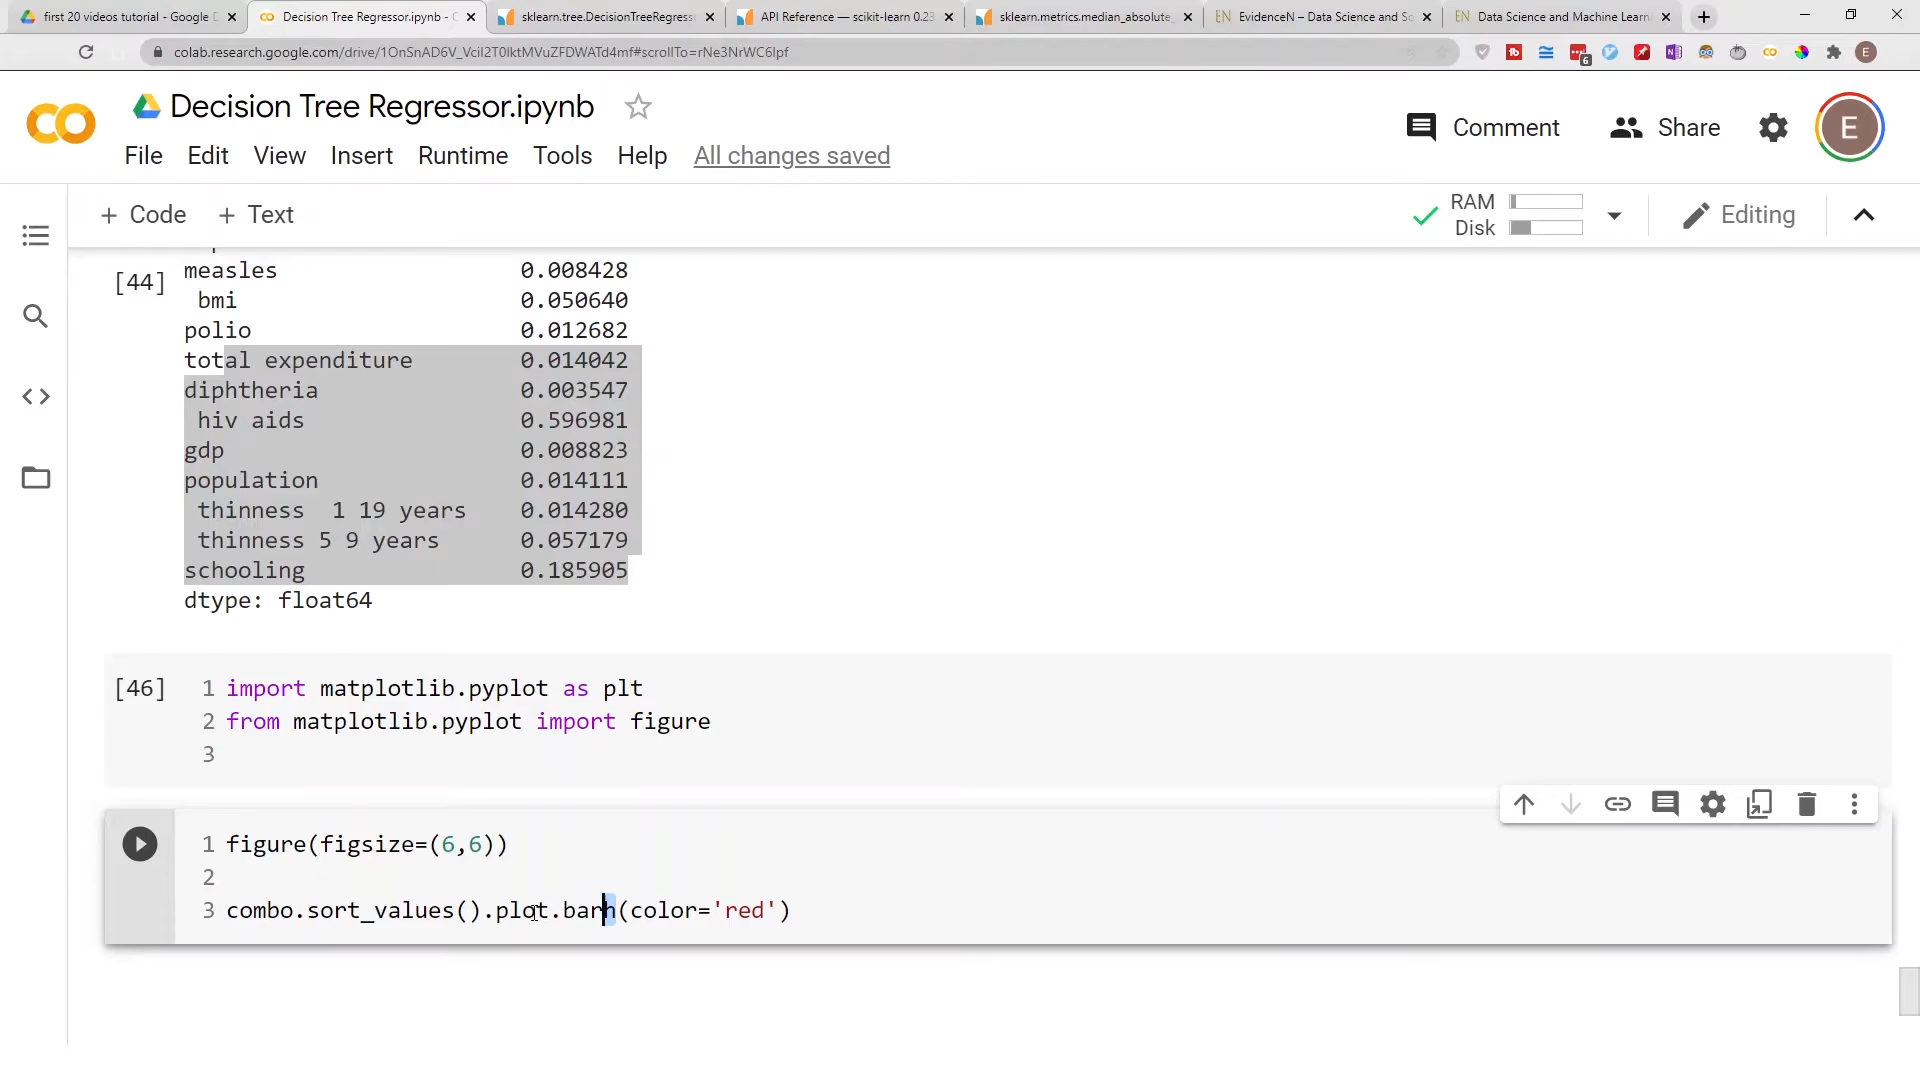 first 20 videos tutorial - Google D
Decision Tree Regressor.ipynb - C
sklearn.tree.DecisionTreeRegress
API Reference — scikit-learn 0.23
sklearn.metrics.median_absolute_
EN EvidenceN – Data Science and So
EN Data Science and Machine Learn
colab.research.google.com/drive/1OnSnAD6V_Vcil2T0lktMVuZFDWATd4mf#scrollTo=rNe3NrWC6lpf
6
E
Decision Tree Regressor.ipynb
Comment
Share
E
File Edit View Insert Runtime Tools Help All changes saved
+ Code + Text
RAM
Disk
Editing
[44]
measles 0.008428
bmi 0.050640
polio 0.012682
total expenditure 0.014042
diphtheria 0.003547
hiv aids 0.596981
gdp 0.008823
population 0.014111
thinness  1 19 years 0.014280
thinness 5 9 years 0.057179
schooling 0.185905
dtype: float64
[46]
1 import matplotlib.pyplot as plt
2 from matplotlib.pyplot import figure
3
1 figure(figsize=(6,6))
2
3 combo.sort_values().plot.barh(color='red')